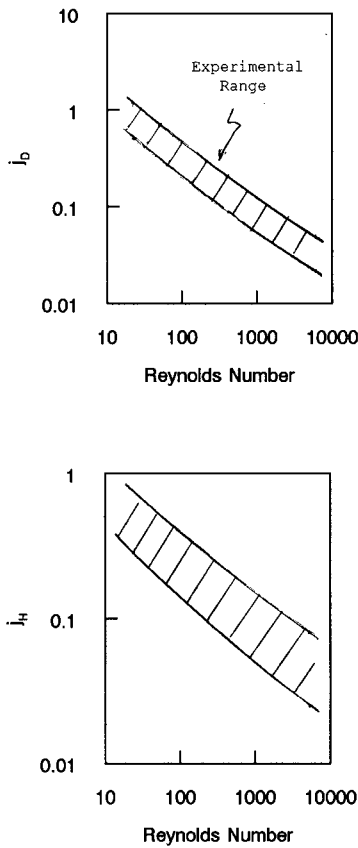 10
Experimental
Range
1
j_D
0.1
0.01
10 100 1000 10000
Reynolds Number
1
j_H
0.1
0.01
10 100 1000 10000
Reynolds Number